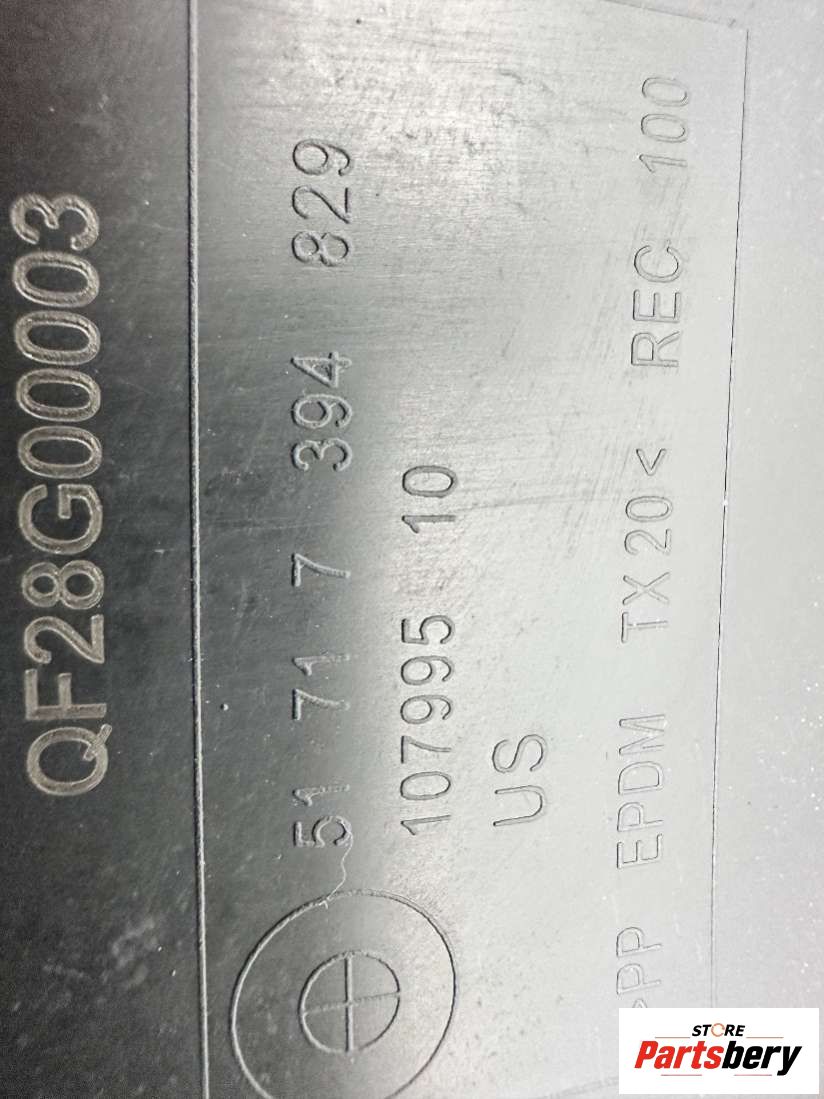 QF28G00003
51 71 7 394 829
107995 10
US
>PP EPDM TX20< REC 100
STORE
Partsbery